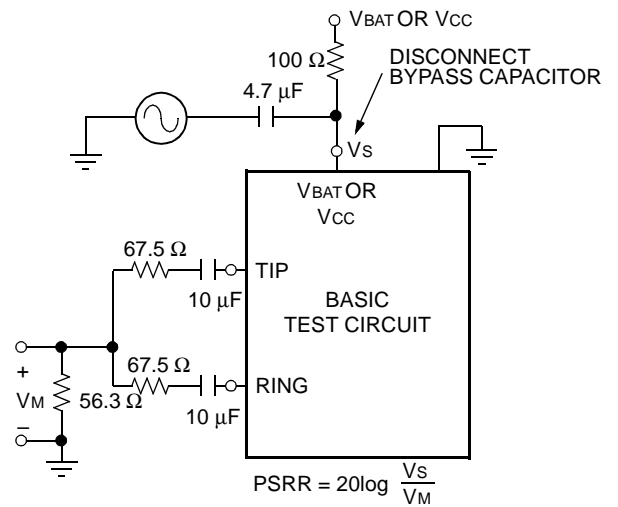 VBAT OR VCC
100 Ω
DISCONNECT
BYPASS CAPACITOR
4.7 μF
VS
VBAT OR
VCC
67.5 Ω
TIP
10 μF
BASIC
TEST CIRCUIT
67.5 Ω
RING
+
VM
56.3 Ω
10 μF
–
PSRR = 20log VS
VM